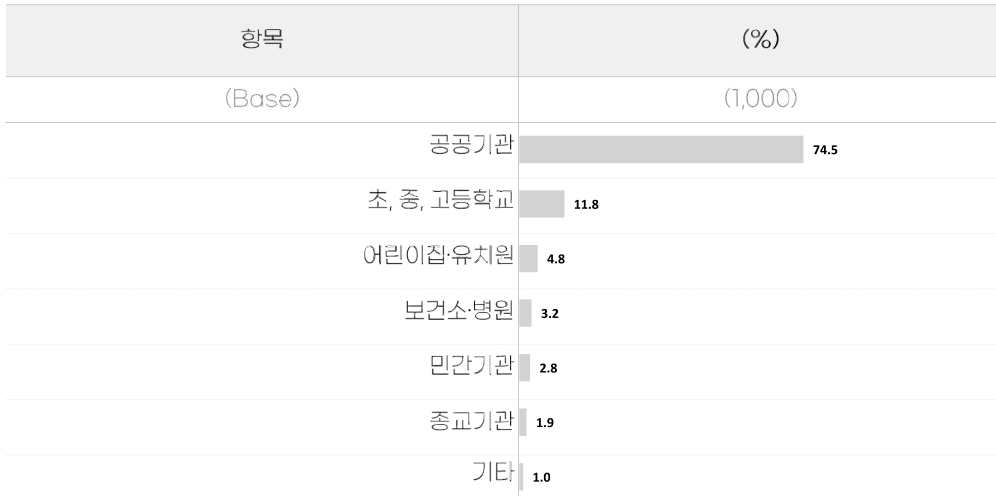 항목 (%)
(Base) (1,000)
공공기관 74.5
초, 중, 고등학교 11.8
어린이집·유치원 4.8
보건소·병원 3.2
민간기관 2.8
종교기관 1.9
기타 1.0